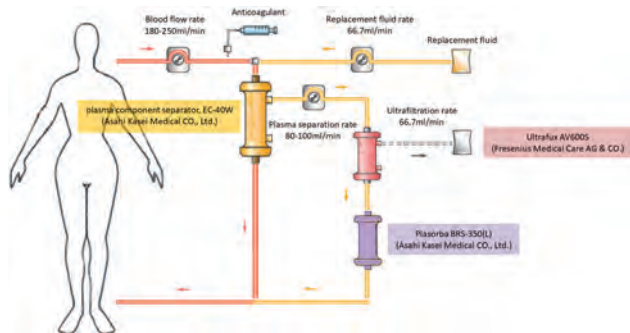 Blood flow rate
180-250ml/min
Anticoagulant
Replacement fluid rate
66.7ml/min
Replacement fluid
plasma component separator, EC-40W
(Asahi Kasei Medical CO., Ltd.)
Plasma separation rate
80-100ml/min
Ultrafiltration rate
66.7ml/min
Ultraflux AV600S
(Fresenius Medical Care AG & CO.)
Plasorba BRS-350(L)
(Asahi Kasei Medical CO., Ltd.)